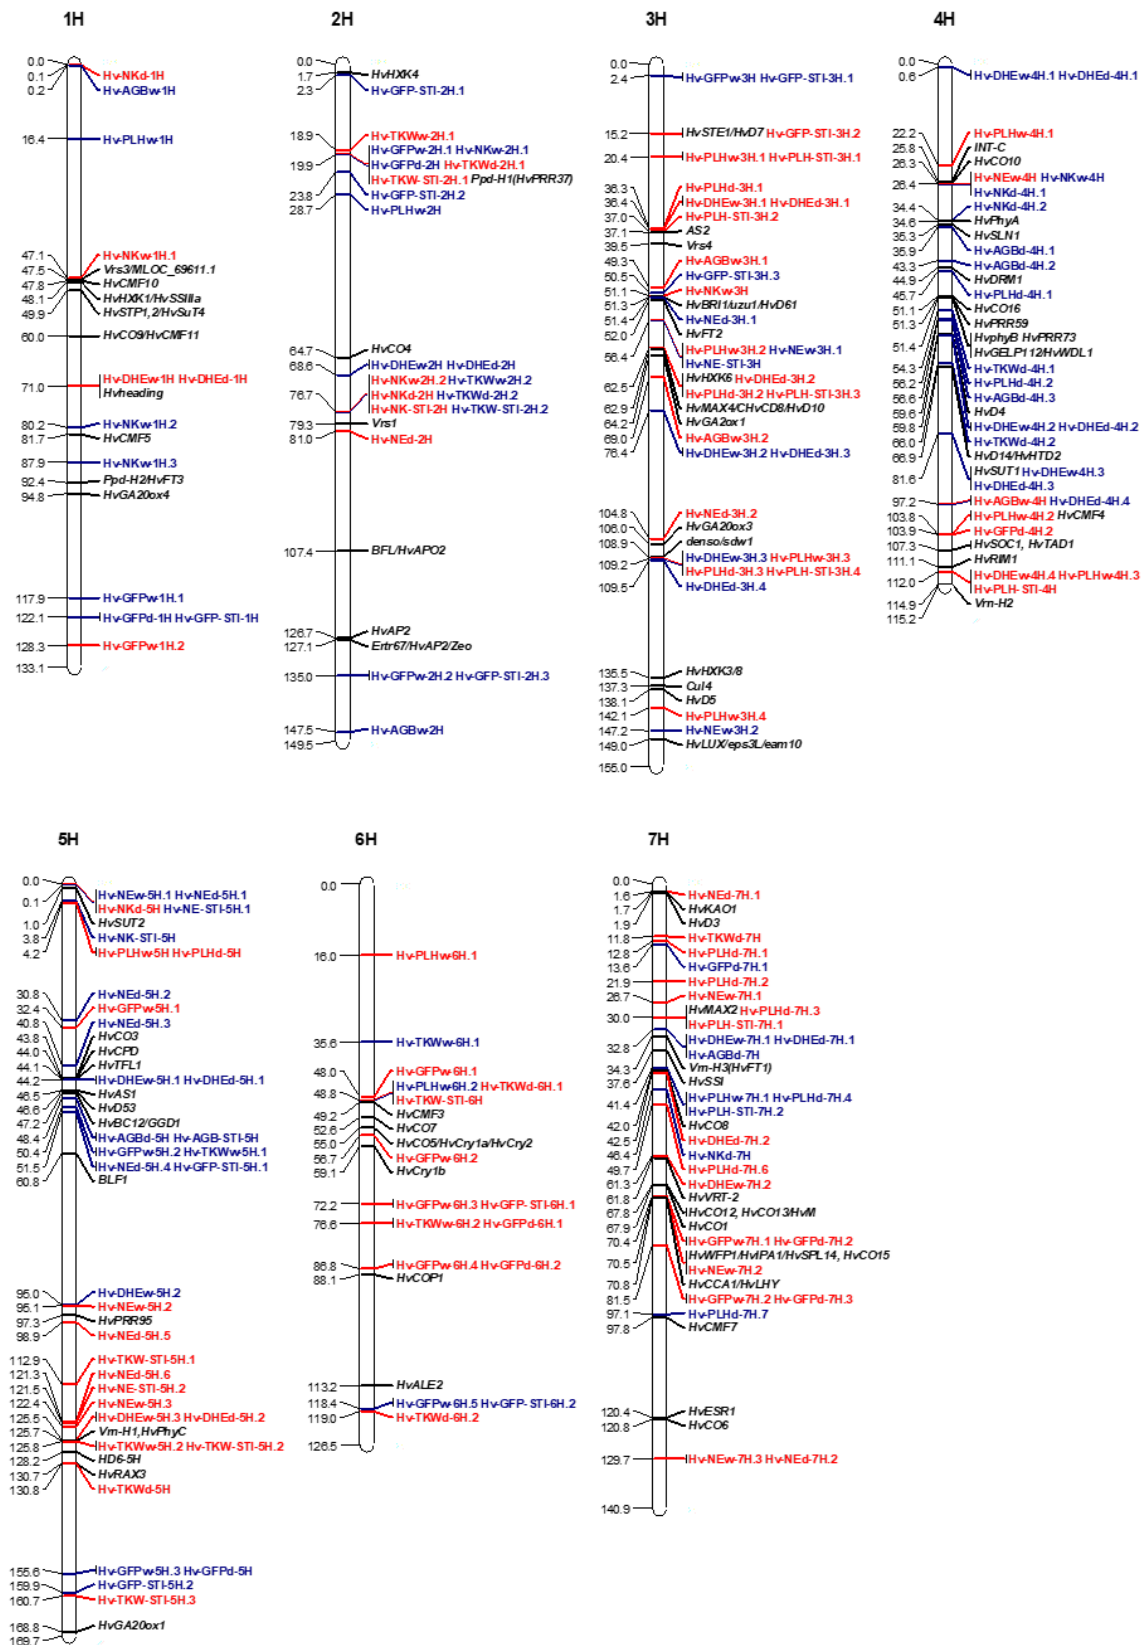 1H
0.0
0.1 Hv-NKd-1H
0.2 Hv-AGBw-1H
16.4 Hv-PLHw-1H
47.1 Hv-NKw-1H.1
47.5 Vrs3/MLOC_69611.1
47.8 HvCMF10
48.1 HvHXK1/HvSSIIIa
49.9 HvSTP1,2/HvSuT4
60.0 HvCO9/HvCMF11
71.0 Hv-DHEw-1H Hv-DHEd-1H
Hvheading
80.2 Hv-NKw-1H.2
81.7 HvCMF5
87.9 Hv-NKw-1H.3
92.4 Ppd-H2/HvFT3
94.8 HvGA20ox4
107.4 BFL/HvAPO2
117.9 Hv-GFPw-1H.1
122.1 Hv-GFPd-1H Hv-GFP-STI-1H
128.3 Hv-GFPw-1H.2
133.1
2H
0.0
1.7 HvHXK4
2.3 Hv-GFP-STI-2H.1
18.9 Hv-TKWw-2H.1
Hv-GFPw-2H.1 Hv-NKw-2H.1
19.9 Hv-GFPd-2H Hv-TKWd-2H.1
Hv-TKW-STI-2H.1 Ppd-H1(HvPRR37)
23.8 Hv-GFP-STI-2H.2
28.7 Hv-PLHw-2H
64.7 HvCO4
68.6 Hv-DHEw-2H Hv-DHEd-2H
Hv-NKw-2H.2 Hv-TKWw-2H.2
76.7 Hv-NKd-2H Hv-TKWd-2H.2
Hv-NK-STI-2H Hv-TKW-STI-2H.2
79.3 Vrs1
81.0 Hv-NEd-2H
126.7 HvAP2
127.1 Ertr67/HvAP2/Zeo
135.0 Hv-GFPw-2H.2 Hv-GFP-STI-2H.3
147.5 Hv-AGBw-2H
149.5
3H
0.0
2.4 Hv-GFPw-3H Hv-GFP-STI-3H.1
15.2 HvSTE1/HvD7 Hv-GFP-STI-3H.2
20.4 Hv-PLHw-3H.1 Hv-PLH-STI-3H.1
36.3 Hv-PLHd-3H.1
36.4 Hv-DHEw-3H.1 Hv-DHEd-3H.1
37.0 Hv-PLH-STI-3H.2
37.1 AS2
39.5 Vrs4
49.3 Hv-AGBw-3H.1
50.5 Hv-GFP-STI-3H.3
51.1 Hv-NKw-3H
51.3 HvBRI1/uzu1/HvD61
51.4 Hv-NEd-3H.1
52.0 HvFT2
56.4 Hv-PLHw-3H.2 Hv-NEw-3H.1
Hv-NE-STI-3H
62.5 HvHXK6 Hv-DHEd-3H.2
Hv-PLHd-3H.2 Hv-PLH-STI-3H.3
62.9 HvMAX4/CHvCD8/HvD10
64.2 HvGA2ox1
69.0 Hv-AGBw-3H.2
76.4 Hv-DHEw-3H.2 Hv-DHEd-3H.3
104.8 Hv-NEd-3H.2
106.0 HvGA20ox3
108.9 denso/sdw1
109.2 Hv-DHEw-3H.3 Hv-PLHw-3H.3
Hv-PLHd-3H.3 Hv-PLH-STI-3H.4
109.5 Hv-DHEd-3H.4
135.5 HvHXK3/8
137.3 Cul4
138.1 HvD5
142.1 Hv-PLHw-3H.4
147.2 Hv-NEw-3H.2
149.0 HvLUX/eps3L/eam10
155.0
4H
0.0
0.6 Hv-DHEw-4H.1 Hv-DHEd-4H.1
22.2 Hv-PLHw-4H.1
25.8 INT-C
26.3 HvCO10
26.4 Hv-NEw-4H Hv-NKw-4H
Hv-NKd-4H.1
34.4 Hv-NKd-4H.2
34.6 HvPhyA
35.3 HvSLN1
35.9 Hv-AGBd-4H.1
43.3 Hv-AGBd-4H.2
44.9 HvDRM1
45.7 Hv-PLHd-4H.1
51.1 HvCO16
51.3 HvPRR59
51.4 HvphyB HvPRR73
HvGELP112/HvWDL1
54.3 Hv-TKWd-4H.1
56.2 Hv-PLHd-4H.2
56.6 Hv-AGBd-4H.3
59.6 HvD4
59.8 Hv-DHEw-4H.2 Hv-DHEd-4H.2
66.0 Hv-TKWd-4H.2
66.9 HvD14/HvHTD2
81.6 HvSUT1 Hv-DHEw-4H.3
Hv-DHEd-4H.3
97.2 Hv-AGBw-4H Hv-DHEd-4H.4
103.8 Hv-PLHw-4H.2 HvCMF4
103.9 Hv-GFPd-4H.2
107.3 HvSOC1, HvTAD1
111.1 HvRIM1
112.0 Hv-DHEw-4H.4 Hv-PLHw-4H.3
Hv-PLH-STI-4H
114.9 Vrn-H2
115.2
5H
0.0
0.1 Hv-NEw-5H.1 Hv-NEd-5H.1
Hv-NKd-5H Hv-NE-STI-5H.1
1.0 HvSUT2
3.8 Hv-NK-STI-5H
4.2 Hv-PLHw-5H Hv-PLHd-5H
30.8 Hv-NEd-5H.2
32.4 Hv-GFPw-5H.1
40.8 Hv-NEd-5H.3
43.8 HvCO3
44.0 HvCPD
44.1 HvTFL1
44.2 Hv-DHEw-5H.1 Hv-DHEd-5H.1
46.5 HvAS1
46.6 HvD53
47.2 HvBC12/GGD1
48.4 Hv-AGBd-5H Hv-AGB-STI-5H
50.4 Hv-GFPw-5H.2 Hv-TKWw-5H.1
51.5 Hv-NEd-5H.4 Hv-GFP-STI-5H.1
60.8 BLF1
95.0 Hv-DHEw-5H.2
95.1 Hv-NEw-5H.2
97.3 HvPRR95
98.9 Hv-NEd-5H.5
112.9 Hv-TKW-STI-5H.1
121.3 Hv-NEd-5H.6
121.5 Hv-NE-STI-5H.2
122.4 Hv-NEw-5H.3
125.5 Hv-DHEw-5H.3 Hv-DHEd-5H.2
125.7 Vrn-H1,HvPhyC
125.8 Hv-TKWw-5H.2 Hv-TKW-STI-5H.2
128.2 HD6-5H
130.7 HvRAX3
130.8 Hv-TKWd-5H
155.6 Hv-GFPw-5H.3 Hv-GFPd-5H
159.9 Hv-GFP-STI-5H.2
160.7 Hv-TKW-STI-5H.3
168.8 HvGA20ox1
169.7
6H
0.0
16.0 Hv-PLHw-6H.1
35.6 Hv-TKWw-6H.1
48.0 Hv-GFPw-6H.1
48.8 Hv-PLHw-6H.2 Hv-TKWd-6H.1
Hv-TKW-STI-6H
49.2 HvCMF3
52.6 HvCO7
55.0 HvCO5/HvCry1a/HvCry2
56.7 Hv-GFPw-6H.2
59.1 HvCry1b
72.2 Hv-GFPw-6H.3 Hv-GFP-STI-6H.1
76.6 Hv-TKWw-6H.2 Hv-GFPd-6H.1
86.8 Hv-GFPw-6H.4 Hv-GFPd-6H.2
88.1 HvCOP1
113.2 HvALE2
118.4 Hv-GFPw-6H.5 Hv-GFP-STI-6H.2
119.0 Hv-TKWd-6H.2
126.5
7H
0.0
1.6 Hv-NEd-7H.1
1.7 HvKAO1
1.9 HvD3
11.8 Hv-TKWd-7H
12.8 Hv-PLHd-7H.1
13.6 Hv-GFPd-7H.1
21.9 Hv-PLHd-7H.2
26.7 Hv-NEw-7H.1
30.0 HvMAX2 Hv-PLHd-7H.3
Hv-PLH-STI-7H.1
32.8 Hv-DHEw-7H.1 Hv-DHEd-7H.1
Hv-AGBd-7H
34.3 Vrn-H3(HvFT1)
37.6 HvSSI
41.4 Hv-PLHw-7H.1 Hv-PLHd-7H.4
Hv-PLH-STI-7H.2
42.0 HvCO8
42.5 Hv-DHEd-7H.2
46.4 Hv-NKd-7H
49.7 Hv-PLHd-7H.6
61.3 Hv-DHEw-7H.2
61.8 HvVRT-2
67.8 HvCO12, HvCO13/HvM
67.9 HvCO1
70.4 Hv-GFPw-7H.1 Hv-GFPd-7H.2
70.5 HvWFP1/HvIPA1/HvSPL14, HvCO15
Hv-NEw-7H.2
70.8 HvCCA1/HvLHY
81.5 Hv-GFPw-7H.2 Hv-GFPd-7H.3
97.1 Hv-PLHd-7H.7
97.8 HvCMF7
120.4 HvESR1
120.8 HvCO6
129.7 Hv-NEw-7H.3 Hv-NEd-7H.2
140.9